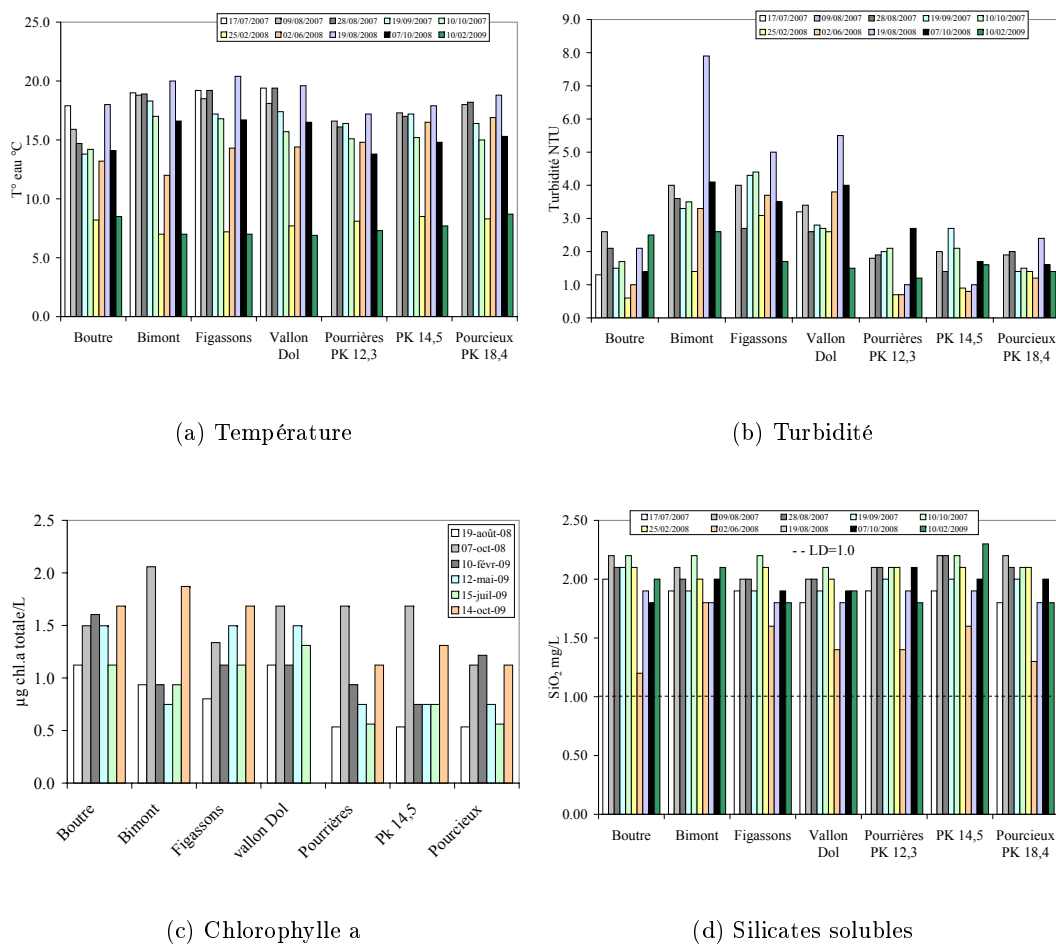 17/07/2007 09/08/2007 28/08/2007 19/09/2007 10/10/2007
25/02/2008 02/06/2008 19/08/2008 07/10/2008 10/02/2009
T° eau °C
25.0
20.0
15.0
10.0
5.0
0.0
Boutre Bimont Figassons Vallon Dol Pourrières PK 12,3 PK 14,5 Pourcieux PK 18,4
(a) Température
17/07/2007 09/08/2007 28/08/2007 19/09/2007 10/10/2007
25/02/2008 02/06/2008 19/08/2008 07/10/2008 10/02/2009
Turbidité NTU
9.0
8.0
7.0
6.0
5.0
4.0
3.0
2.0
1.0
0.0
Boutre Bimont Figassons Vallon Dol Pourrières PK 12,3 PK 14,5 Pourcieux PK 18,4
(b) Turbidité
µg chl.a totale/L
2.5
2.0
1.5
1.0
0.5
0.0
19-août-08
07-oct-08
10-févr-09
12-mai-09
15-juil-09
14-oct-09
Boutre Bimont Figassons vallon Dol Pourrières Pk 14,5 Pourcieux
(c) Chlorophylle a
17/07/2007 09/08/2007 28/08/2007 19/09/2007 10/10/2007
25/02/2008 02/06/2008 19/08/2008 07/10/2008 10/02/2009
- - LD=1.0
SiO₂ mg/L
2.50
2.00
1.50
1.00
0.50
0.00
Boutre Bimont Figassons Vallon Dol Pourrières PK 12,3 PK 14,5 Pourcieux PK 18,4
(d) Silicates solubles